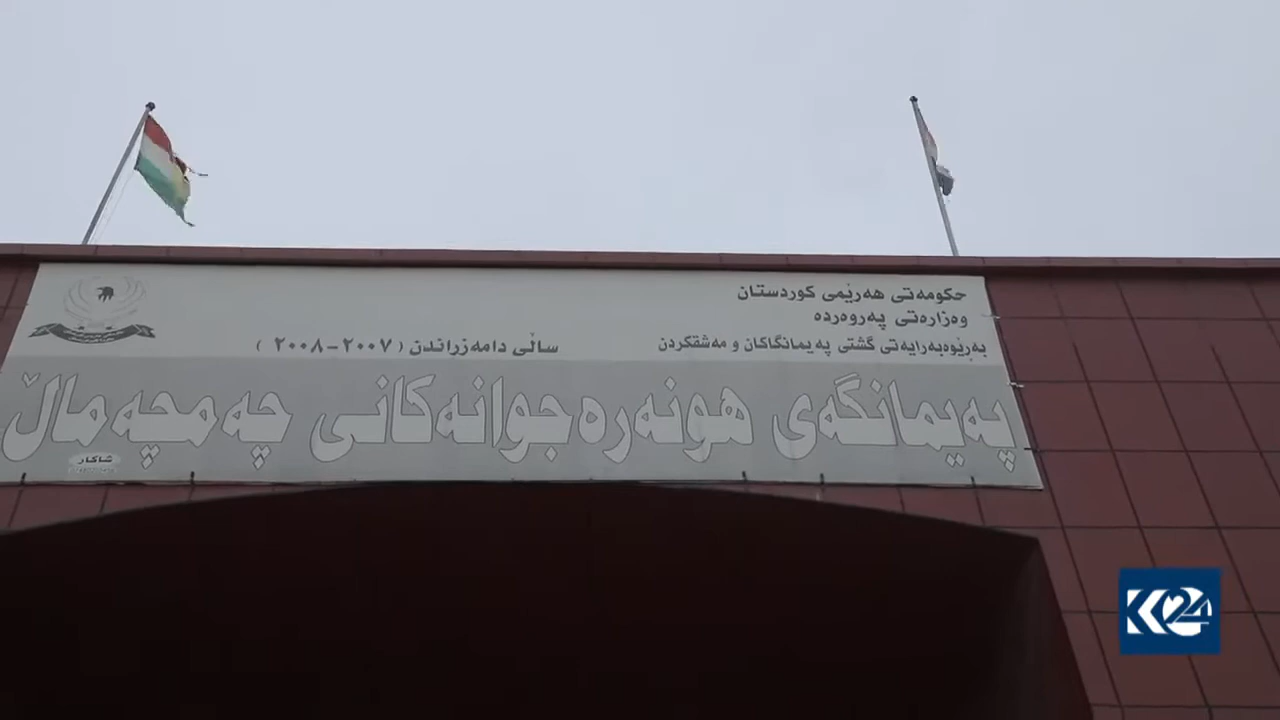 حکومەتی هەرێمی کوردستان
وەزارەتی پەروەردە
بەڕێوەبەرایەتی گشتی پەیمانگاکان و مەشقکردن
ساڵی دامەزراندن (٢٠٠٧-٢٠٠٨)
پەیمانگەی هونەرەجوانەکانی چەمچەماڵ
شاکار
K24